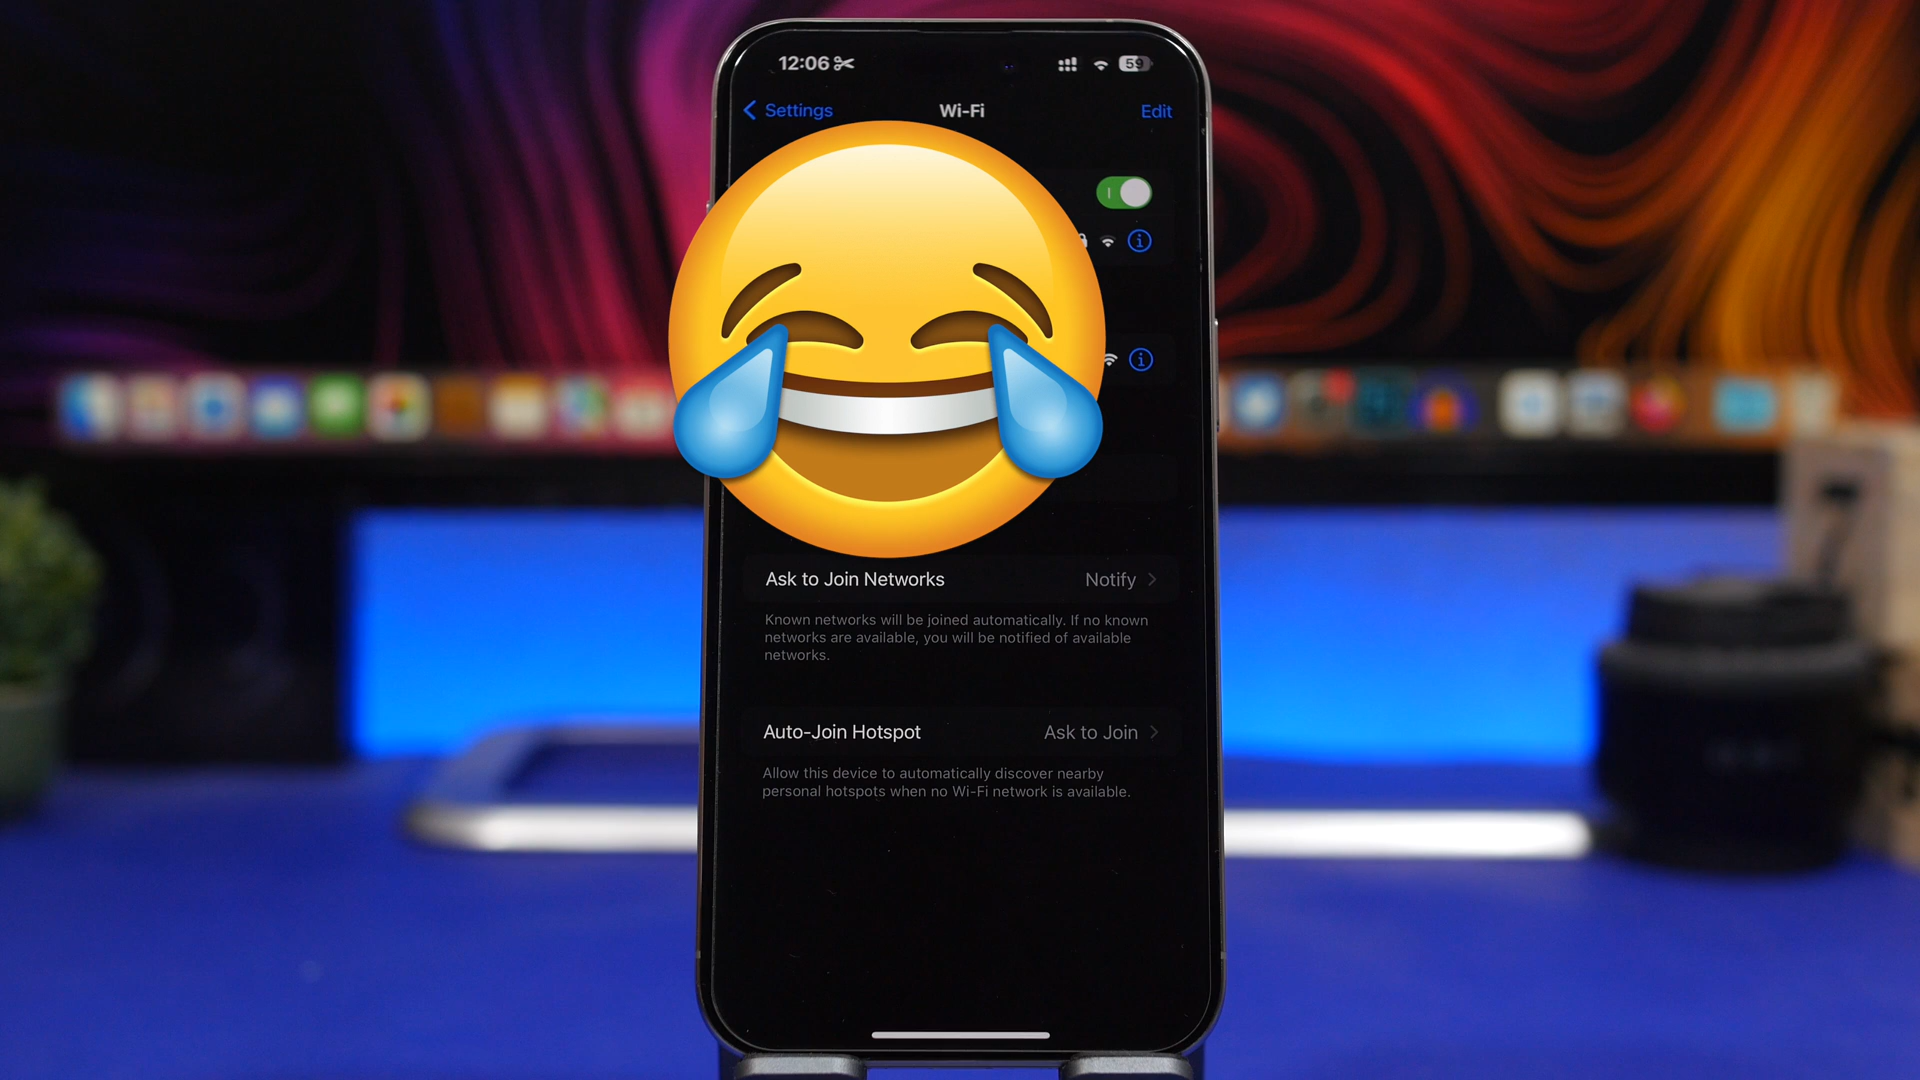 12:06
59
Settings
Wi-Fi
Edit
Ask to Join Networks
Notify
Known networks will be joined automatically. If no known
networks are available, you will be notified of available
networks.
Auto-Join Hotspot
Ask to Join
Allow this device to automatically discover nearby
personal hotspots when no Wi-Fi network is available.